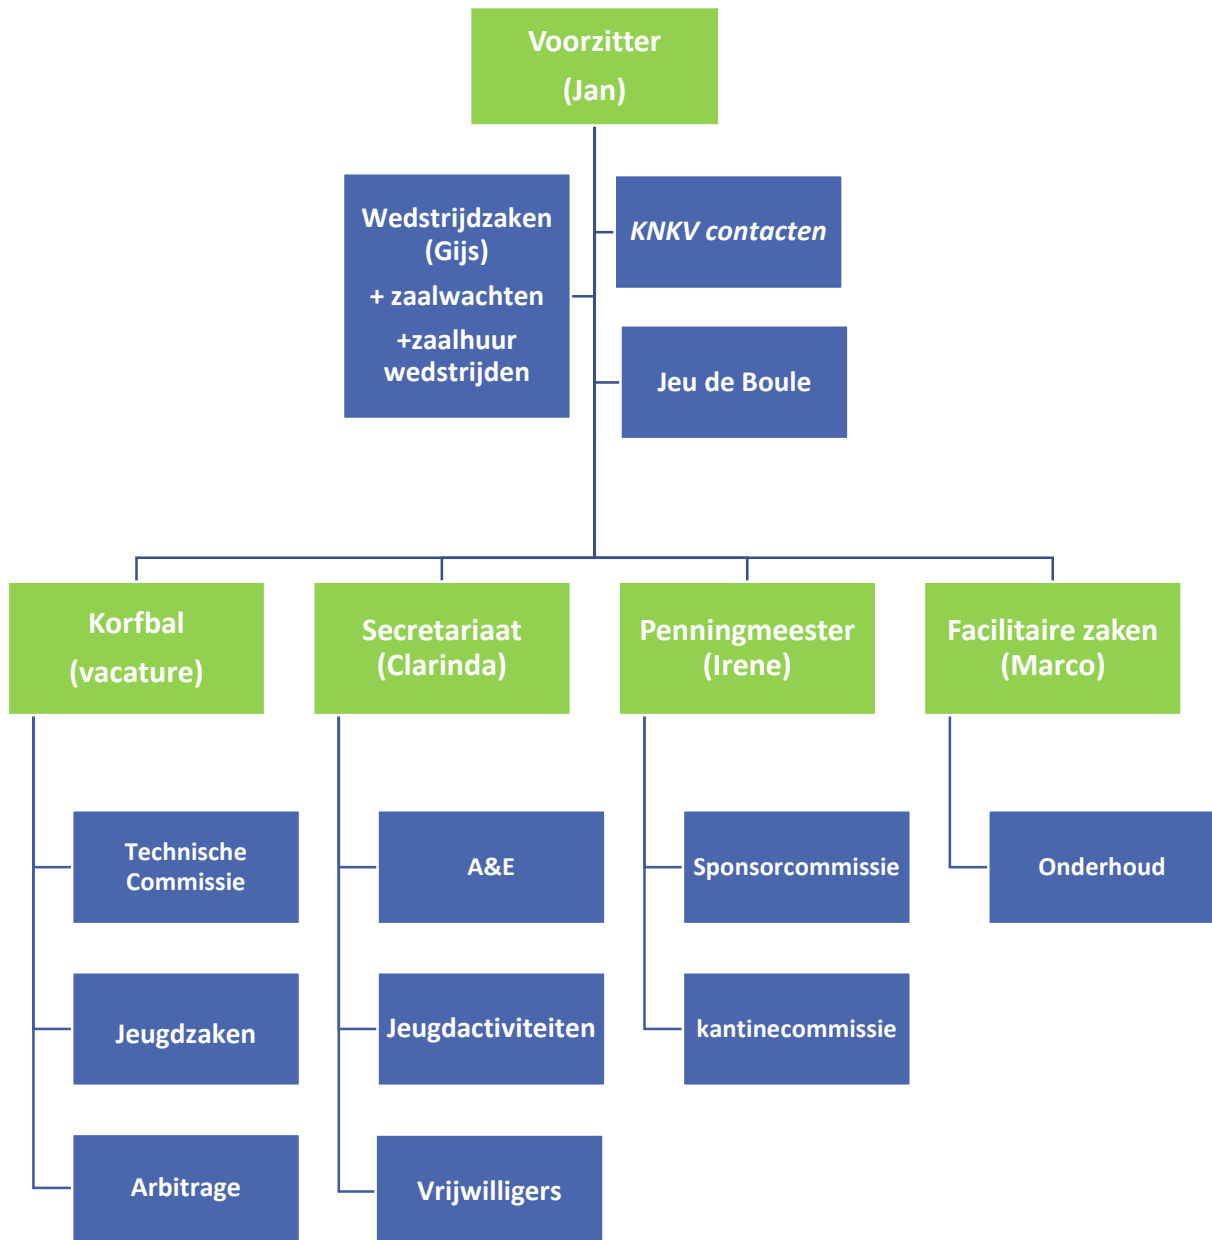 Voorzitter
(Jan)
Wedstrijdzaken
(Gijs)
+ zaalwachten
+zaalhuur
wedstrijden
KNKV contacten
Jeu de Boule
Korfbal
(vacature)
Secretariaat
(Clarinda)
Penningmeester
(Irene)
Facilitaire zaken
(Marco)
Technische
Commissie
A&E
Sponsorcommissie
Onderhoud
Jeugdzaken
Jeugdactiviteiten
kantinecommissie
Arbitrage
Vrijwilligers